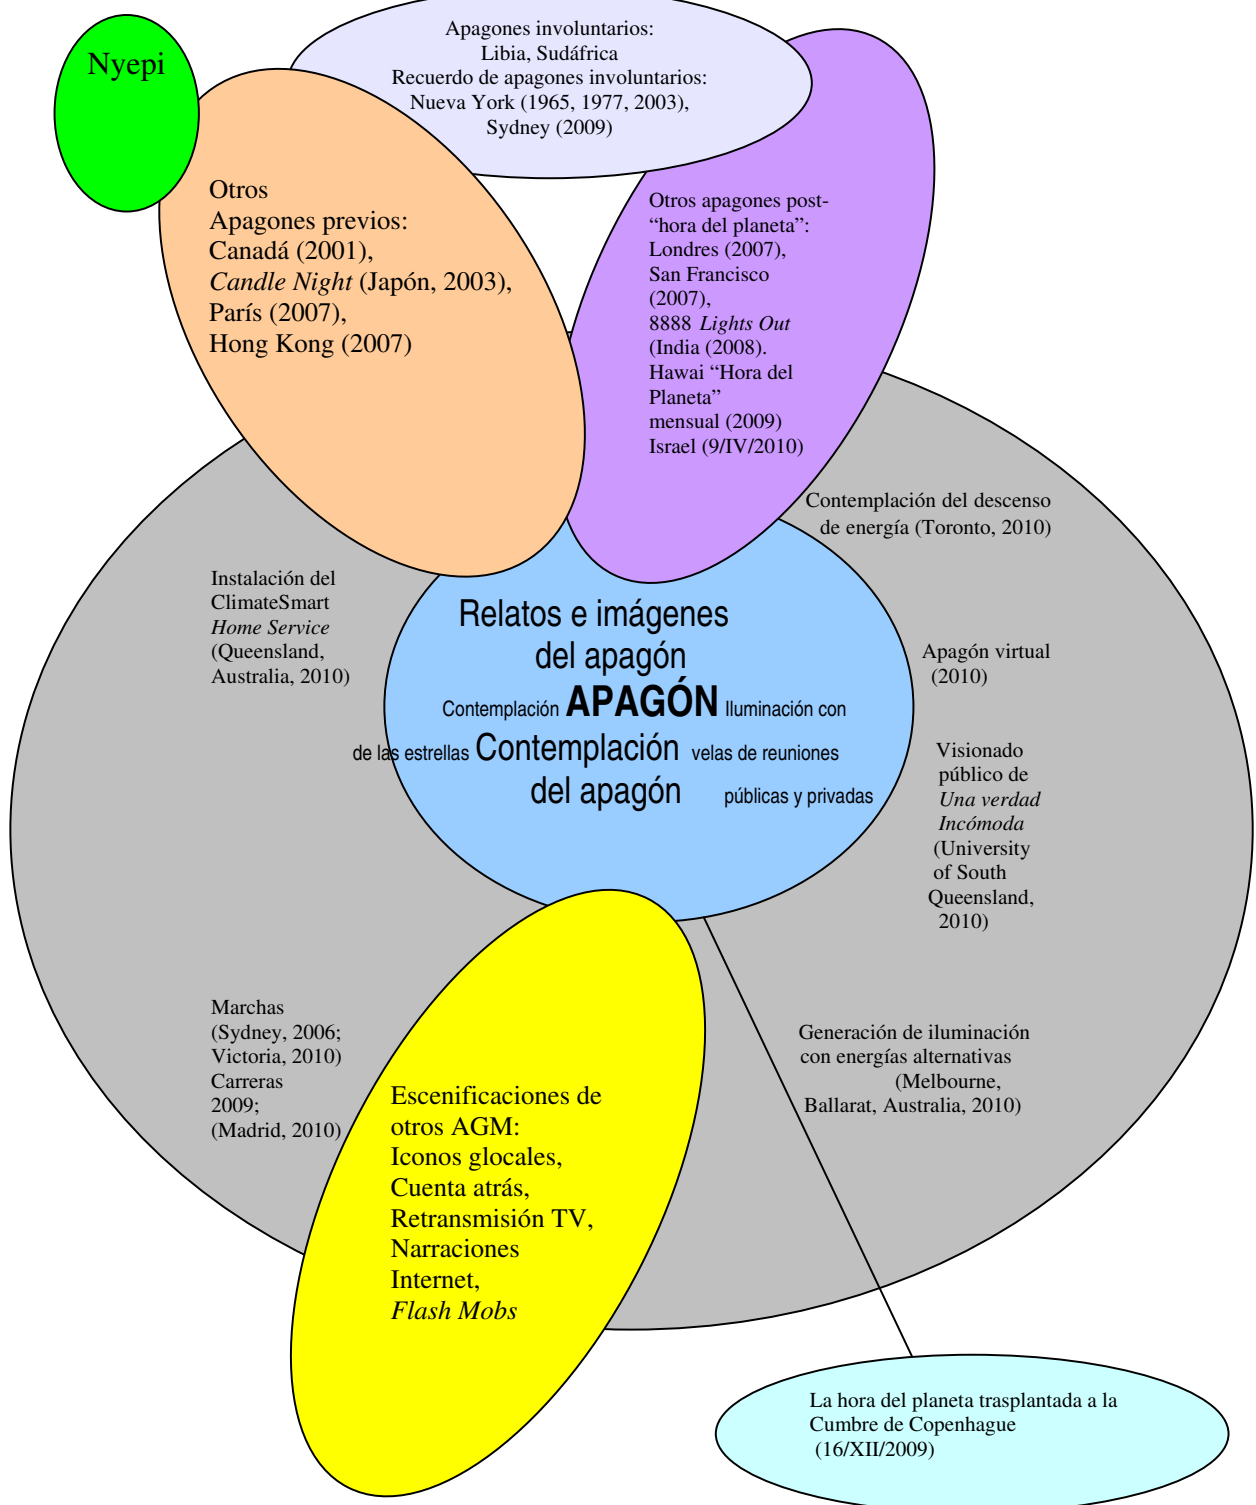 Apagones involuntarios:
Libia, Sudáfrica
Recuerdo de apagones involuntarios:
Nueva York (1965, 1977, 2003),
Sydney (2009)
Nyepi
Otros
Apagones previos:
Canadá (2001),
Candle Night (Japón, 2003),
París (2007),
Hong Kong (2007)
Otros apagones post-
“hora del planeta”:
Londres (2007),
San Francisco
(2007),
8888 Lights Out
(India (2008).
Hawai “Hora del
Planeta”
mensual (2009)
Israel (9/IV/2010)
Contemplación del descenso
de energía (Toronto, 2010)
Instalación del
ClimateSmart
Home Service
(Queensland,
Australia, 2010)
Relatos e imágenes
del apagón
Contemplación APAGÓN Iluminación con
de las estrellas Contemplación velas de reuniones
del apagón públicas y privadas
Apagón virtual
(2010)
Visionado
público de
Una verdad
Incómoda
(University
of South
Queensland,
2010)
Marchas
(Sydney, 2006;
Victoria, 2010)
Carreras
2009;
(Madrid, 2010)
Generación de iluminación
con energías alternativas
(Melbourne,
Ballarat, Australia, 2010)
Escenificaciones de
otros AGM:
Iconos glocales,
Cuenta atrás,
Retransmisión TV,
Narraciones
Internet,
Flash Mobs
La hora del planeta trasplantada a la
Cumbre de Copenhague
(16/XII/2009)